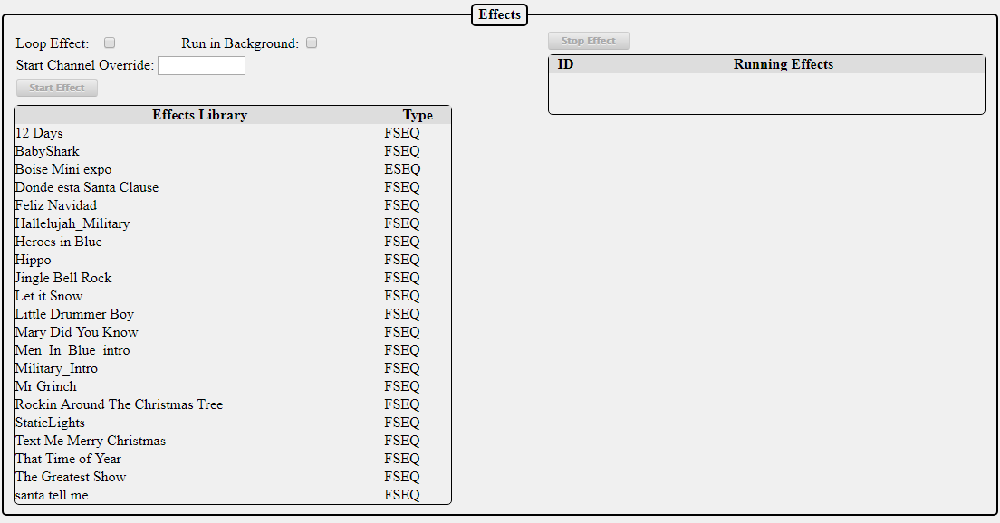 Effects
Loop Effect: Run in Background:
Start Channel Override:
Start Effect
Effects Library Type
12 Days FSEQ
BabyShark FSEQ
Boise Mini expo ESEQ
Donde esta Santa Clause FSEQ
Feliz Navidad FSEQ
Hallelujah_Military FSEQ
Heroes in Blue FSEQ
Hippo FSEQ
Jingle Bell Rock FSEQ
Let it Snow FSEQ
Little Drummer Boy FSEQ
Mary Did You Know FSEQ
Men_In_Blue_intro FSEQ
Military_Intro FSEQ
Mr Grinch FSEQ
Rockin Around The Christmas Tree FSEQ
StaticLights FSEQ
Text Me Merry Christmas FSEQ
That Time of Year FSEQ
The Greatest Show FSEQ
santa tell me FSEQ
Stop Effect
ID Running Effects